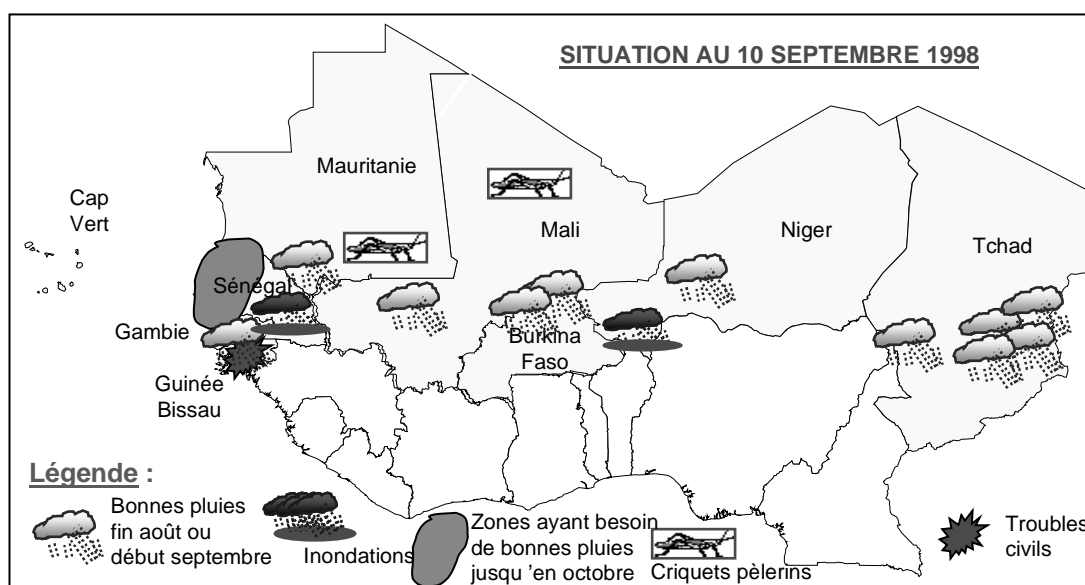 SITUATION AU 10 SEPTEMBRE 1998
Mauritanie
Cap
Vert
Mali
Niger
Tchad
Sénégal
Gambie
Burkina
Faso
Guinée
Bissau
Légende :
Bonnes pluies
fin août ou
début septembre
Inondations
Zones ayant besoin
de bonnes pluies
jusqu 'en octobre
Criquets pèlerins
Troubles
civils